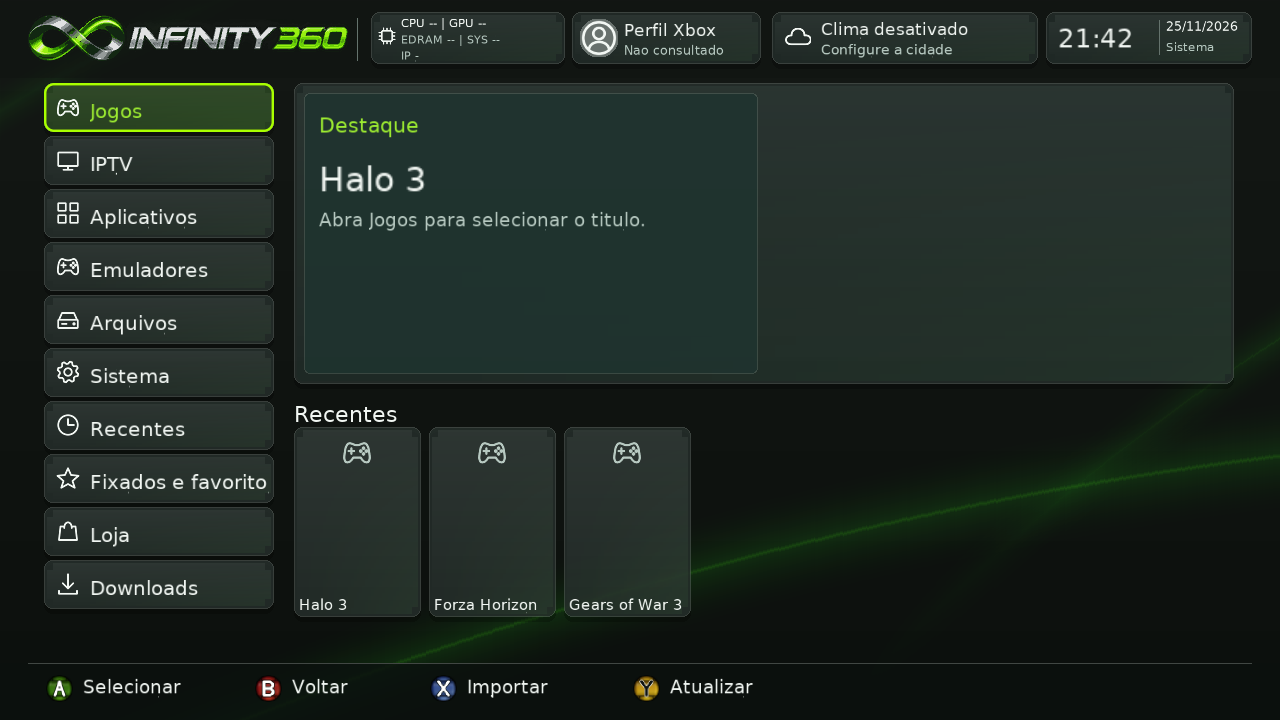 INFINITY 360
CPU -- | GPU --
EDRAM -- | SYS --
IP -
Perfil Xbox
Nao consultado
Clima desativado
Configure a cidade
21:42
25/11/2026
Sistema
Jogos
IPTV
Aplicativos
Emuladores
Arquivos
Sistema
Recentes
Fixados e favorito
Loja
Downloads
Destaque
Halo 3
Abra Jogos para selecionar o titulo.
Recentes
Halo 3
Forza Horizon
Gears of War 3
A Selecionar
B Voltar
X Importar
Y Atualizar